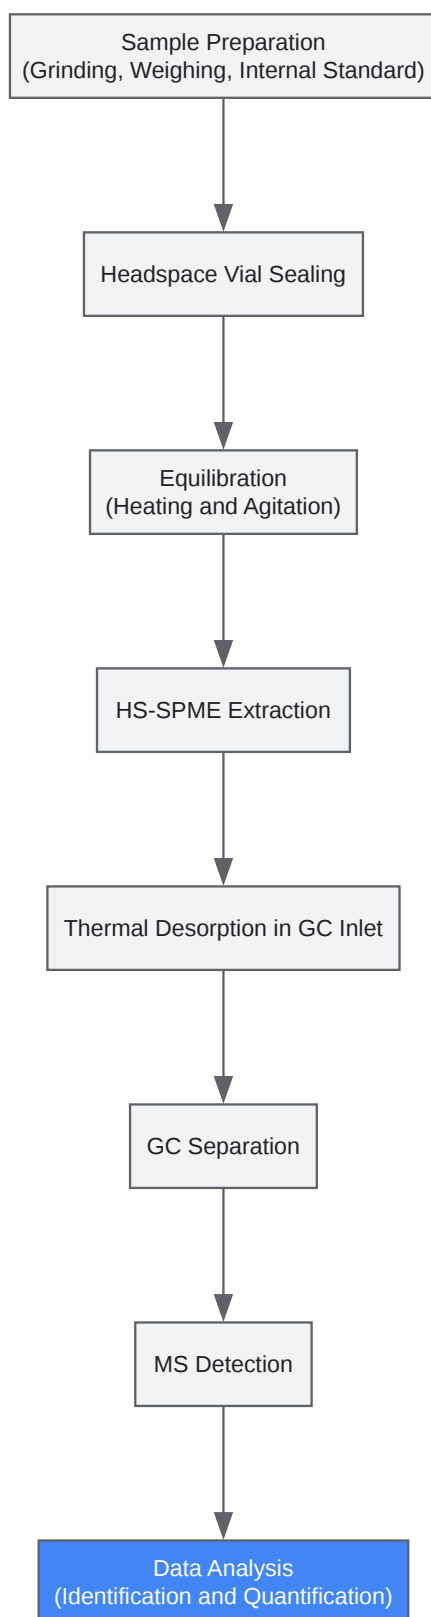 Sample Preparation
(Grinding, Weighing, Internal Standard)
Headspace Vial Sealing
Equilibration
(Heating and Agitation)
HS-SPME Extraction
Thermal Desorption in GC Inlet
GC Separation
MS Detection
Data Analysis
(Identification and Quantification)